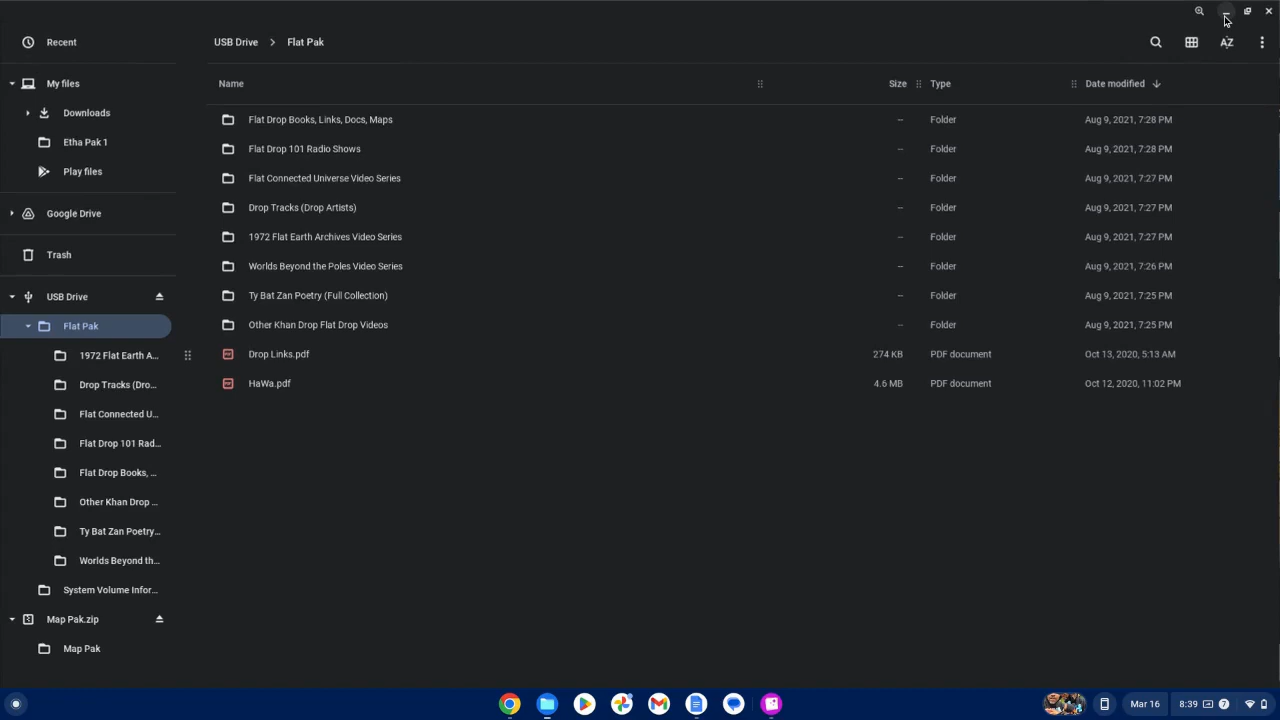 Recent
My files
Downloads
Etha Pak 1
Play files
Google Drive
Trash
USB Drive
Flat Pak
1972 Flat Earth A...
Drop Tracks (Dro...
Flat Connected U...
Flat Drop 101 Rad...
Flat Drop Books, ...
Other Khan Drop ...
Ty Bat Zan Poetry...
Worlds Beyond th...
System Volume Infor...
Map Pak.zip
Map Pak
USB Drive > Flat Pak
AZ
Name Size Type Date modified
Flat Drop Books, Links, Docs, Maps -- Folder Aug 9, 2021, 7:28 PM
Flat Drop 101 Radio Shows -- Folder Aug 9, 2021, 7:28 PM
Flat Connected Universe Video Series -- Folder Aug 9, 2021, 7:27 PM
Drop Tracks (Drop Artists) -- Folder Aug 9, 2021, 7:27 PM
1972 Flat Earth Archives Video Series -- Folder Aug 9, 2021, 7:27 PM
Worlds Beyond the Poles Video Series -- Folder Aug 9, 2021, 7:26 PM
Ty Bat Zan Poetry (Full Collection) -- Folder Aug 9, 2021, 7:25 PM
Other Khan Drop Flat Drop Videos -- Folder Aug 9, 2021, 7:25 PM
Drop Links.pdf 274 KB PDF document Oct 13, 2020, 5:13 AM
HaWa.pdf 4.6 MB PDF document Oct 12, 2020, 11:02 PM
Mar 16 8:39 7